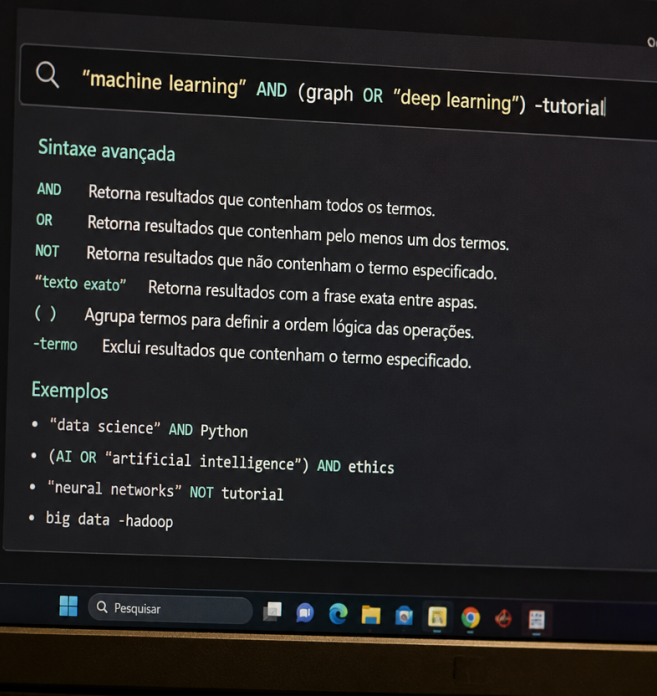 "machine learning" AND (graph OR "deep learning") -tutorial
Sintaxe avançada
AND Retorna resultados que contenham todos os termos.
OR Retorna resultados que contenham pelo menos um dos termos.
NOT Retorna resultados que não contenham o termo especificado.
"texto exato" Retorna resultados com a frase exata entre aspas.
( ) Agrupa termos para definir a ordem lógica das operações.
-termo Exclui resultados que contenham o termo especificado.
Exemplos
• "data science" AND Python
• (AI OR "artificial intelligence") AND ethics
• "neural networks" NOT tutorial
• big data -hadoop
Pesquisar